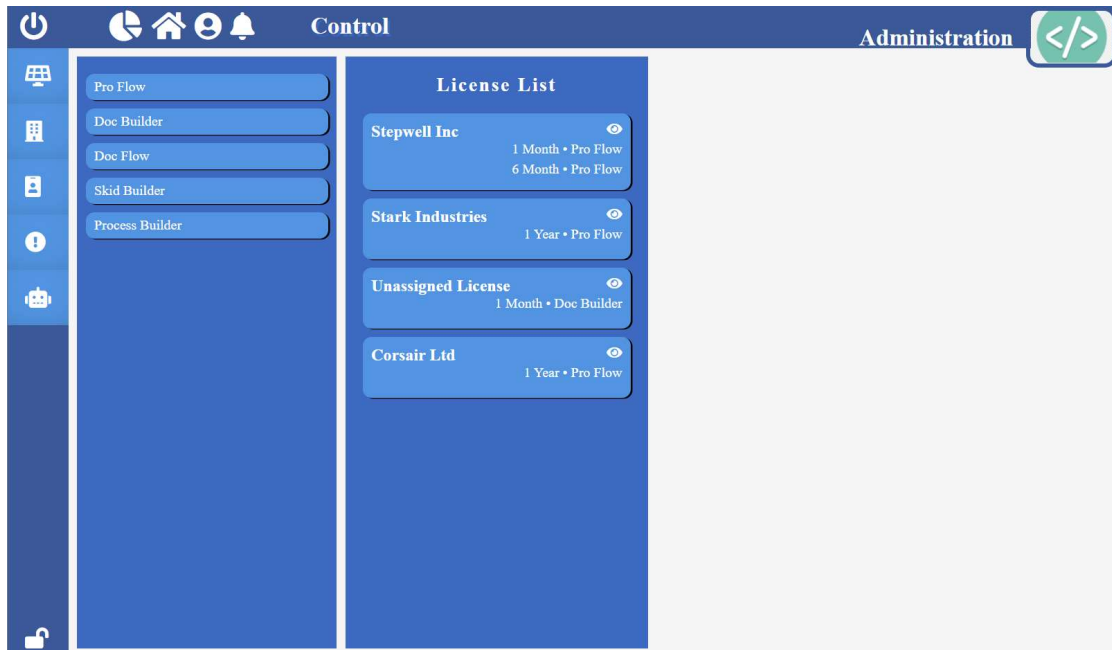 Control
Administration
Pro Flow
Doc Builder
Doc Flow
Skid Builder
Process Builder
License List
Stepwell Inc
1 Month • Pro Flow
6 Month • Pro Flow
Stark Industries
1 Year • Pro Flow
Unassigned License
1 Month • Doc Builder
Corsair Ltd
1 Year • Pro Flow